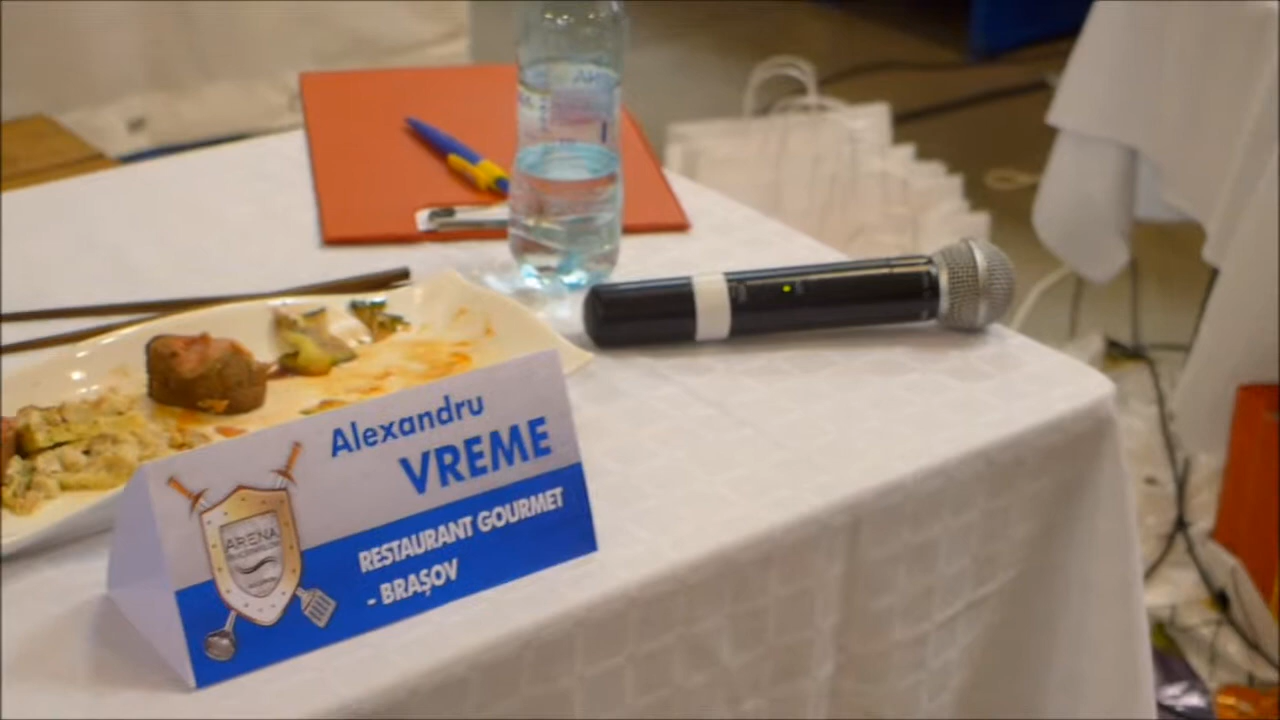 Alexandru
VREME
RESTAURANT GOURMET
- BRAȘOV
ARENA